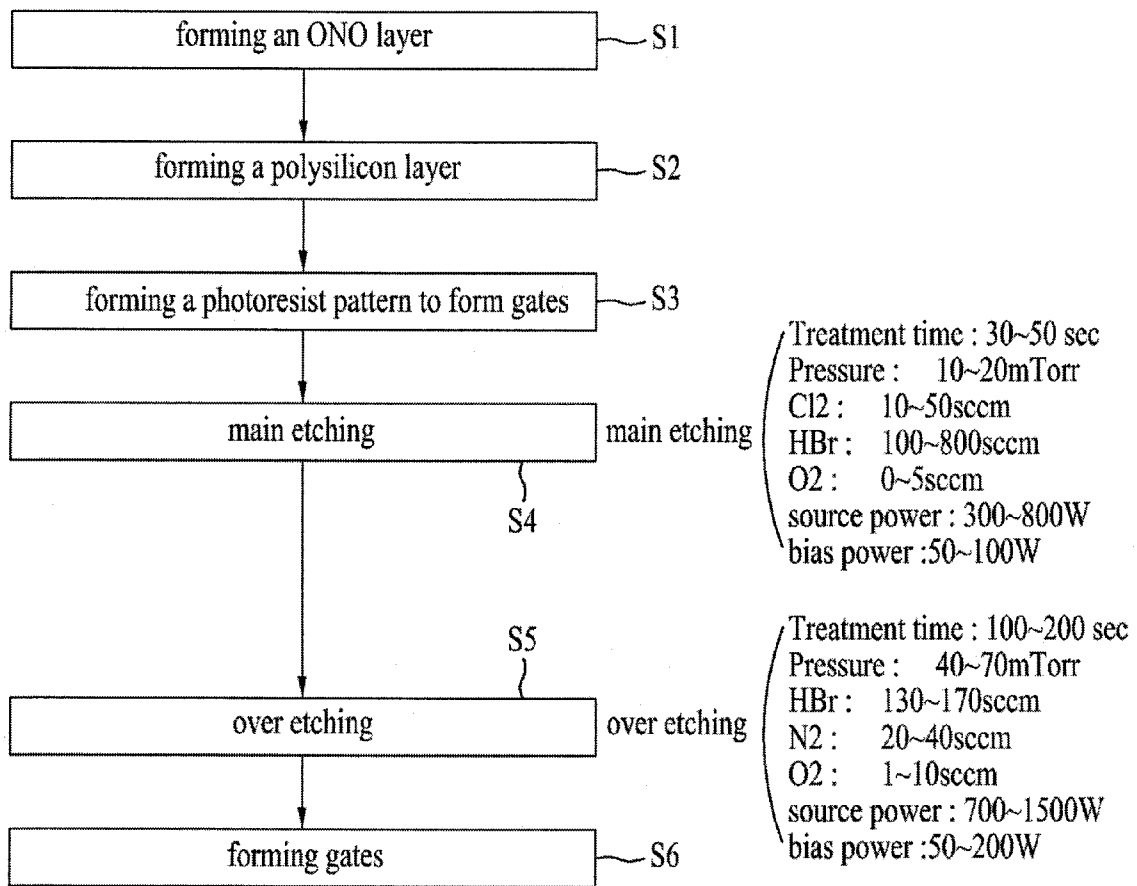 forming an ONO layer
S1
forming a polysilicon layer
S2
forming a photoresist pattern to form gates
S3
main etching
S4
main etching
Treatment time : 30~50 sec
Pressure : 10~20mTorr
Cl2 : 10~50sccm
HBr : 100~800sccm
O2 : 0~5sccm
source power : 300~800W
bias power :50~100W
S5
over etching
over etching
Treatment time : 100~200 sec
Pressure : 40~70mTorr
HBr : 130~170sccm
N2 : 20~40sccm
O2 : 1~10sccm
source power : 700~1500W
bias power :50~200W
forming gates
S6